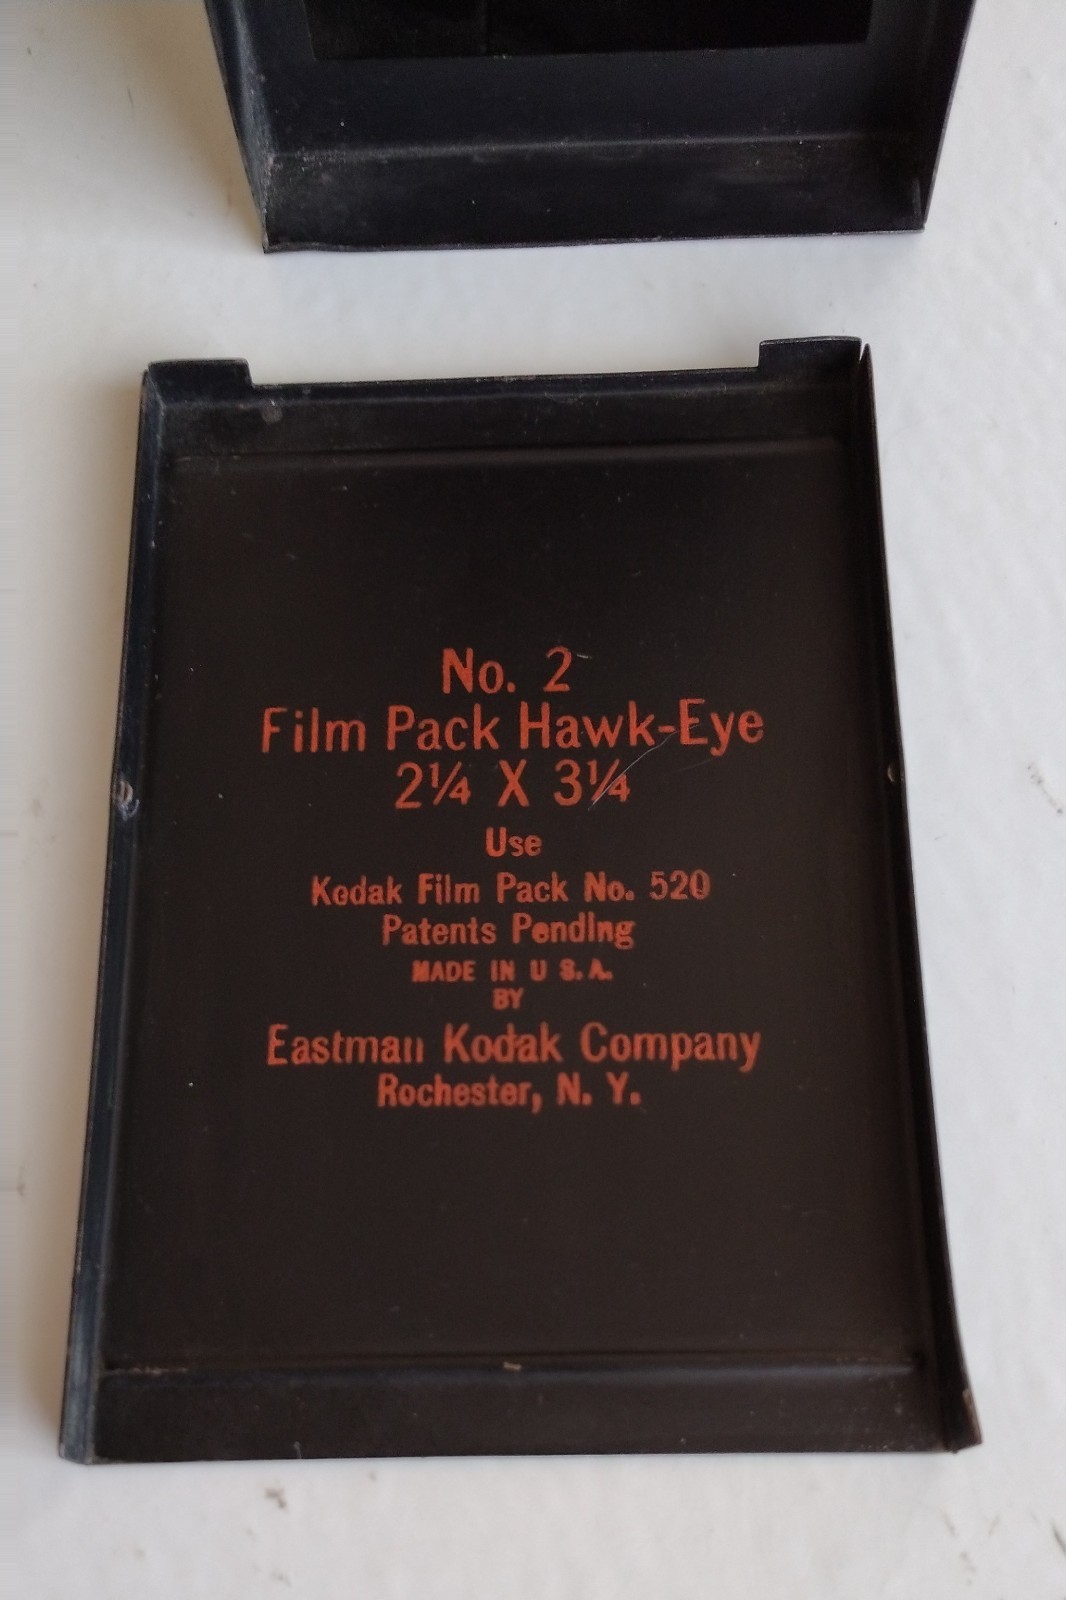 No. 2
Film Pack Hawk-Eye
2¼ X 3¼
Use
Kodak Film Pack No. 520
Patents Pending
MADE IN U S.A.
BY
Eastman Kodak Company
Rochester, N. Y.